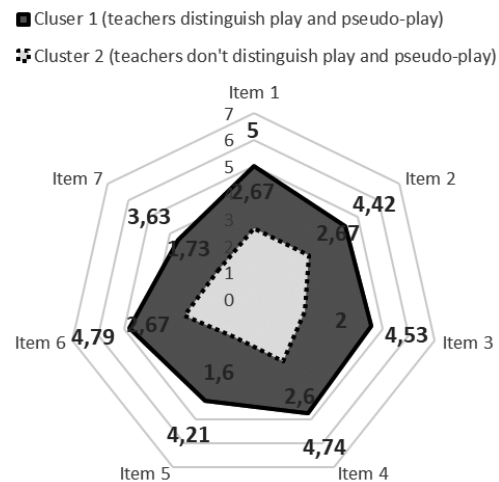 Cluser 1 (teachers distinguish play and pseudo-play)
Cluster 2 (teachers don't distinguish play and pseudo-play)
Item 1
7
6
5
5
2,67
3
2
1
0
Item 7
Item 2
3,63
4,42
1,73
2,67
Item 6
4,79
2,67
2
4,53
Item 3
1,6
2,6
4,21
4,74
Item 5
Item 4